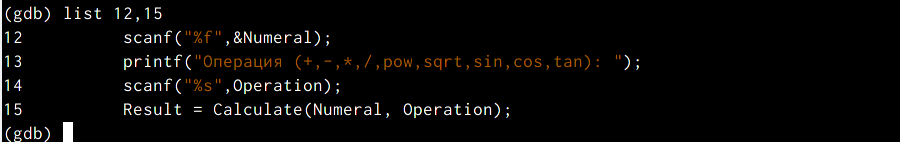 (gdb) list 12,15
12 scanf("%f",&Numeral);
13 printf("Операция (+,-,*,/,pow,sqrt,sin,cos,tan): ");
14 scanf("%s",Operation);
15 Result = Calculate(Numeral, Operation);
(gdb)